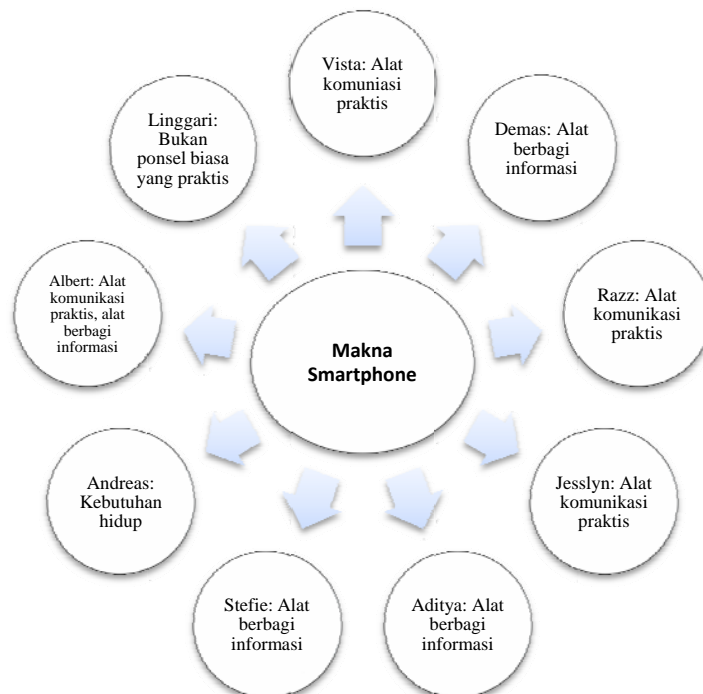 Vista: Alat
komuniasi
praktis
Demas: Alat
berbagi
informasi
Razz: Alat
komunikasi
praktis
Jesslyn: Alat
komunikasi
praktis
Aditya: Alat
berbagi
informasi
Stefie: Alat
berbagi
informasi
Andreas:
Kebutuhan
hidup
Albert: Alat
komunikasi
praktis, alat
berbagi
informasi
Linggari:
Bukan
ponsel biasa
yang praktis
Makna
Smartphone